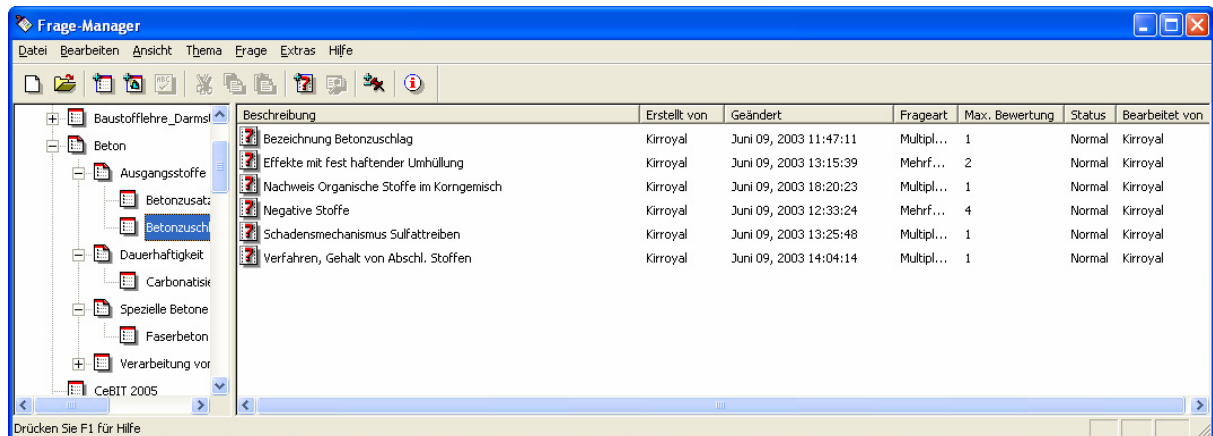 Frage-Manager
Datei Bearbeiten Ansicht Thema Frage Extras Hilfe
Baustofflehre_Darmst
Beton
Ausgangsstoffe
Betonzusatz
Betonzuschl
Dauerhaftigkeit
Carbonatisie
Spezielle Betone
Faserbeton
Verarbeitung vor
CeBIT 2005
Beschreibung Erstellt von Geändert Frageart Max. Bewertung Status Bearbeitet von
Bezeichnung Betonzuschlag Kirroyal Juni 09, 2003 11:47:11 Multipl... 1 Normal Kirroyal
Effekte mit fest haftender Umhüllung Kirroyal Juni 09, 2003 13:15:39 Mehrf... 2 Normal Kirroyal
Nachweis Organische Stoffe im Korngemisch Kirroyal Juni 09, 2003 18:20:23 Multipl... 1 Normal Kirroyal
Negative Stoffe Kirroyal Juni 09, 2003 12:33:24 Mehrf... 4 Normal Kirroyal
Schadensmechanismus Sulfattreiben Kirroyal Juni 09, 2003 13:25:48 Multipl... 1 Normal Kirroyal
Verfahren, Gehalt von Abschl. Stoffen Kirroyal Juni 09, 2003 14:04:14 Multipl... 1 Normal Kirroyal
Drücken Sie F1 für Hilfe